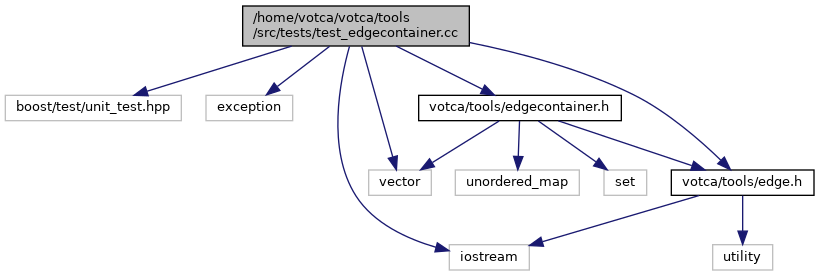 /home/votca/votca/tools
/src/tests/test_edgecontainer.cc
boost/test/unit_test.hpp
exception
votca/tools/edgecontainer.h
vector
unordered_map
set
votca/tools/edge.h
iostream
utility